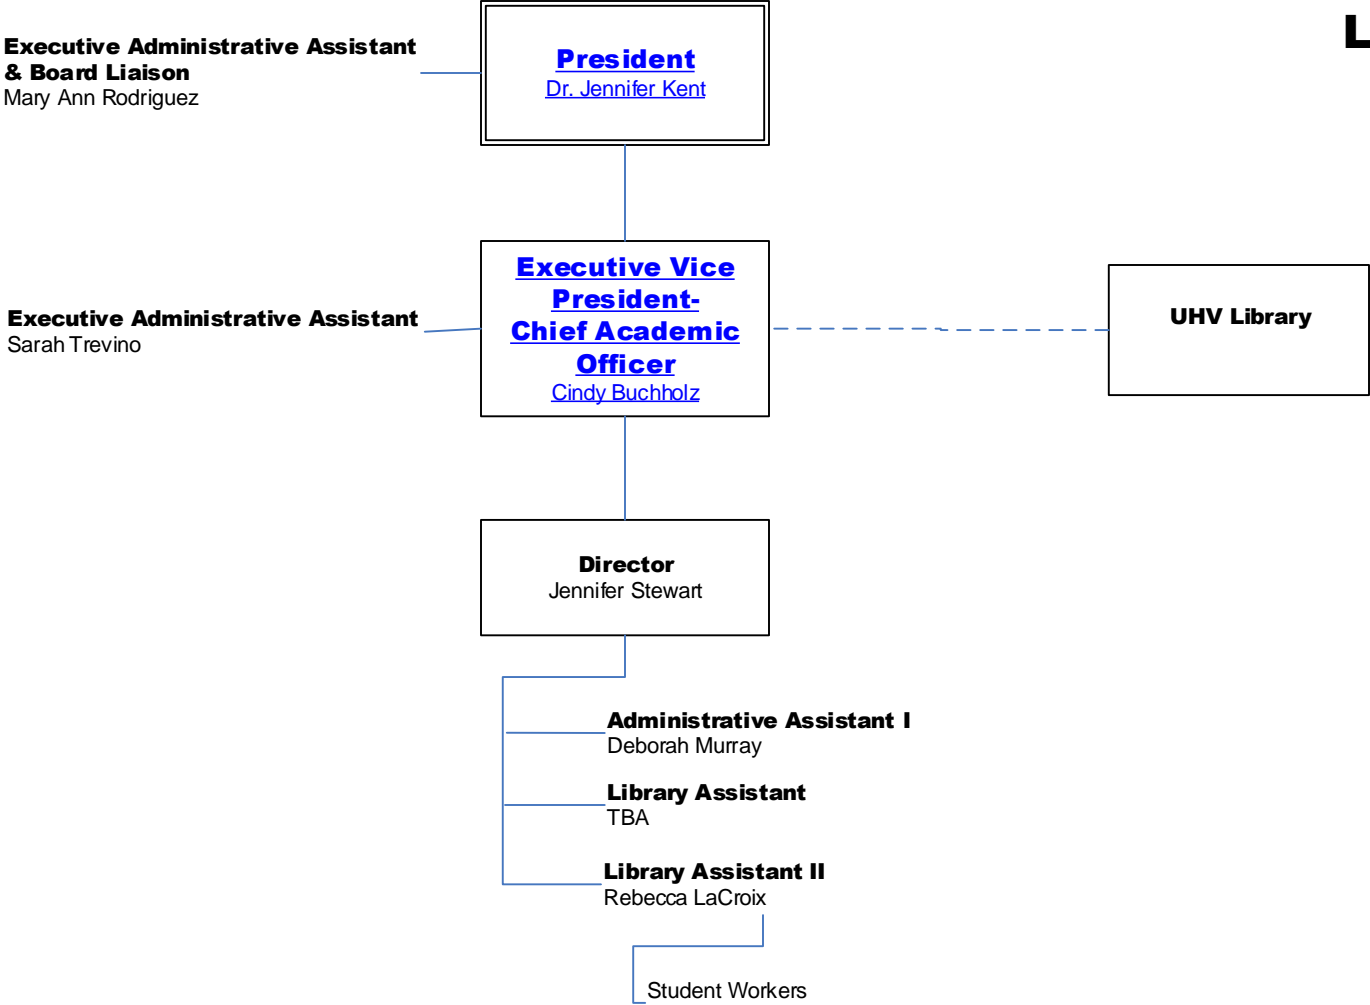 L
Executive Administrative Assistant
& Board Liaison
Mary Ann Rodriguez
President
Dr. Jennifer Kent
Executive Administrative Assistant
Sarah Trevino
Executive Vice
President-
Chief Academic
Officer
Cindy Buchholz
UHV Library
Director
Jennifer Stewart
Administrative Assistant I
Deborah Murray
Library Assistant
TBA
Library Assistant II
Rebecca LaCroix
Student Workers